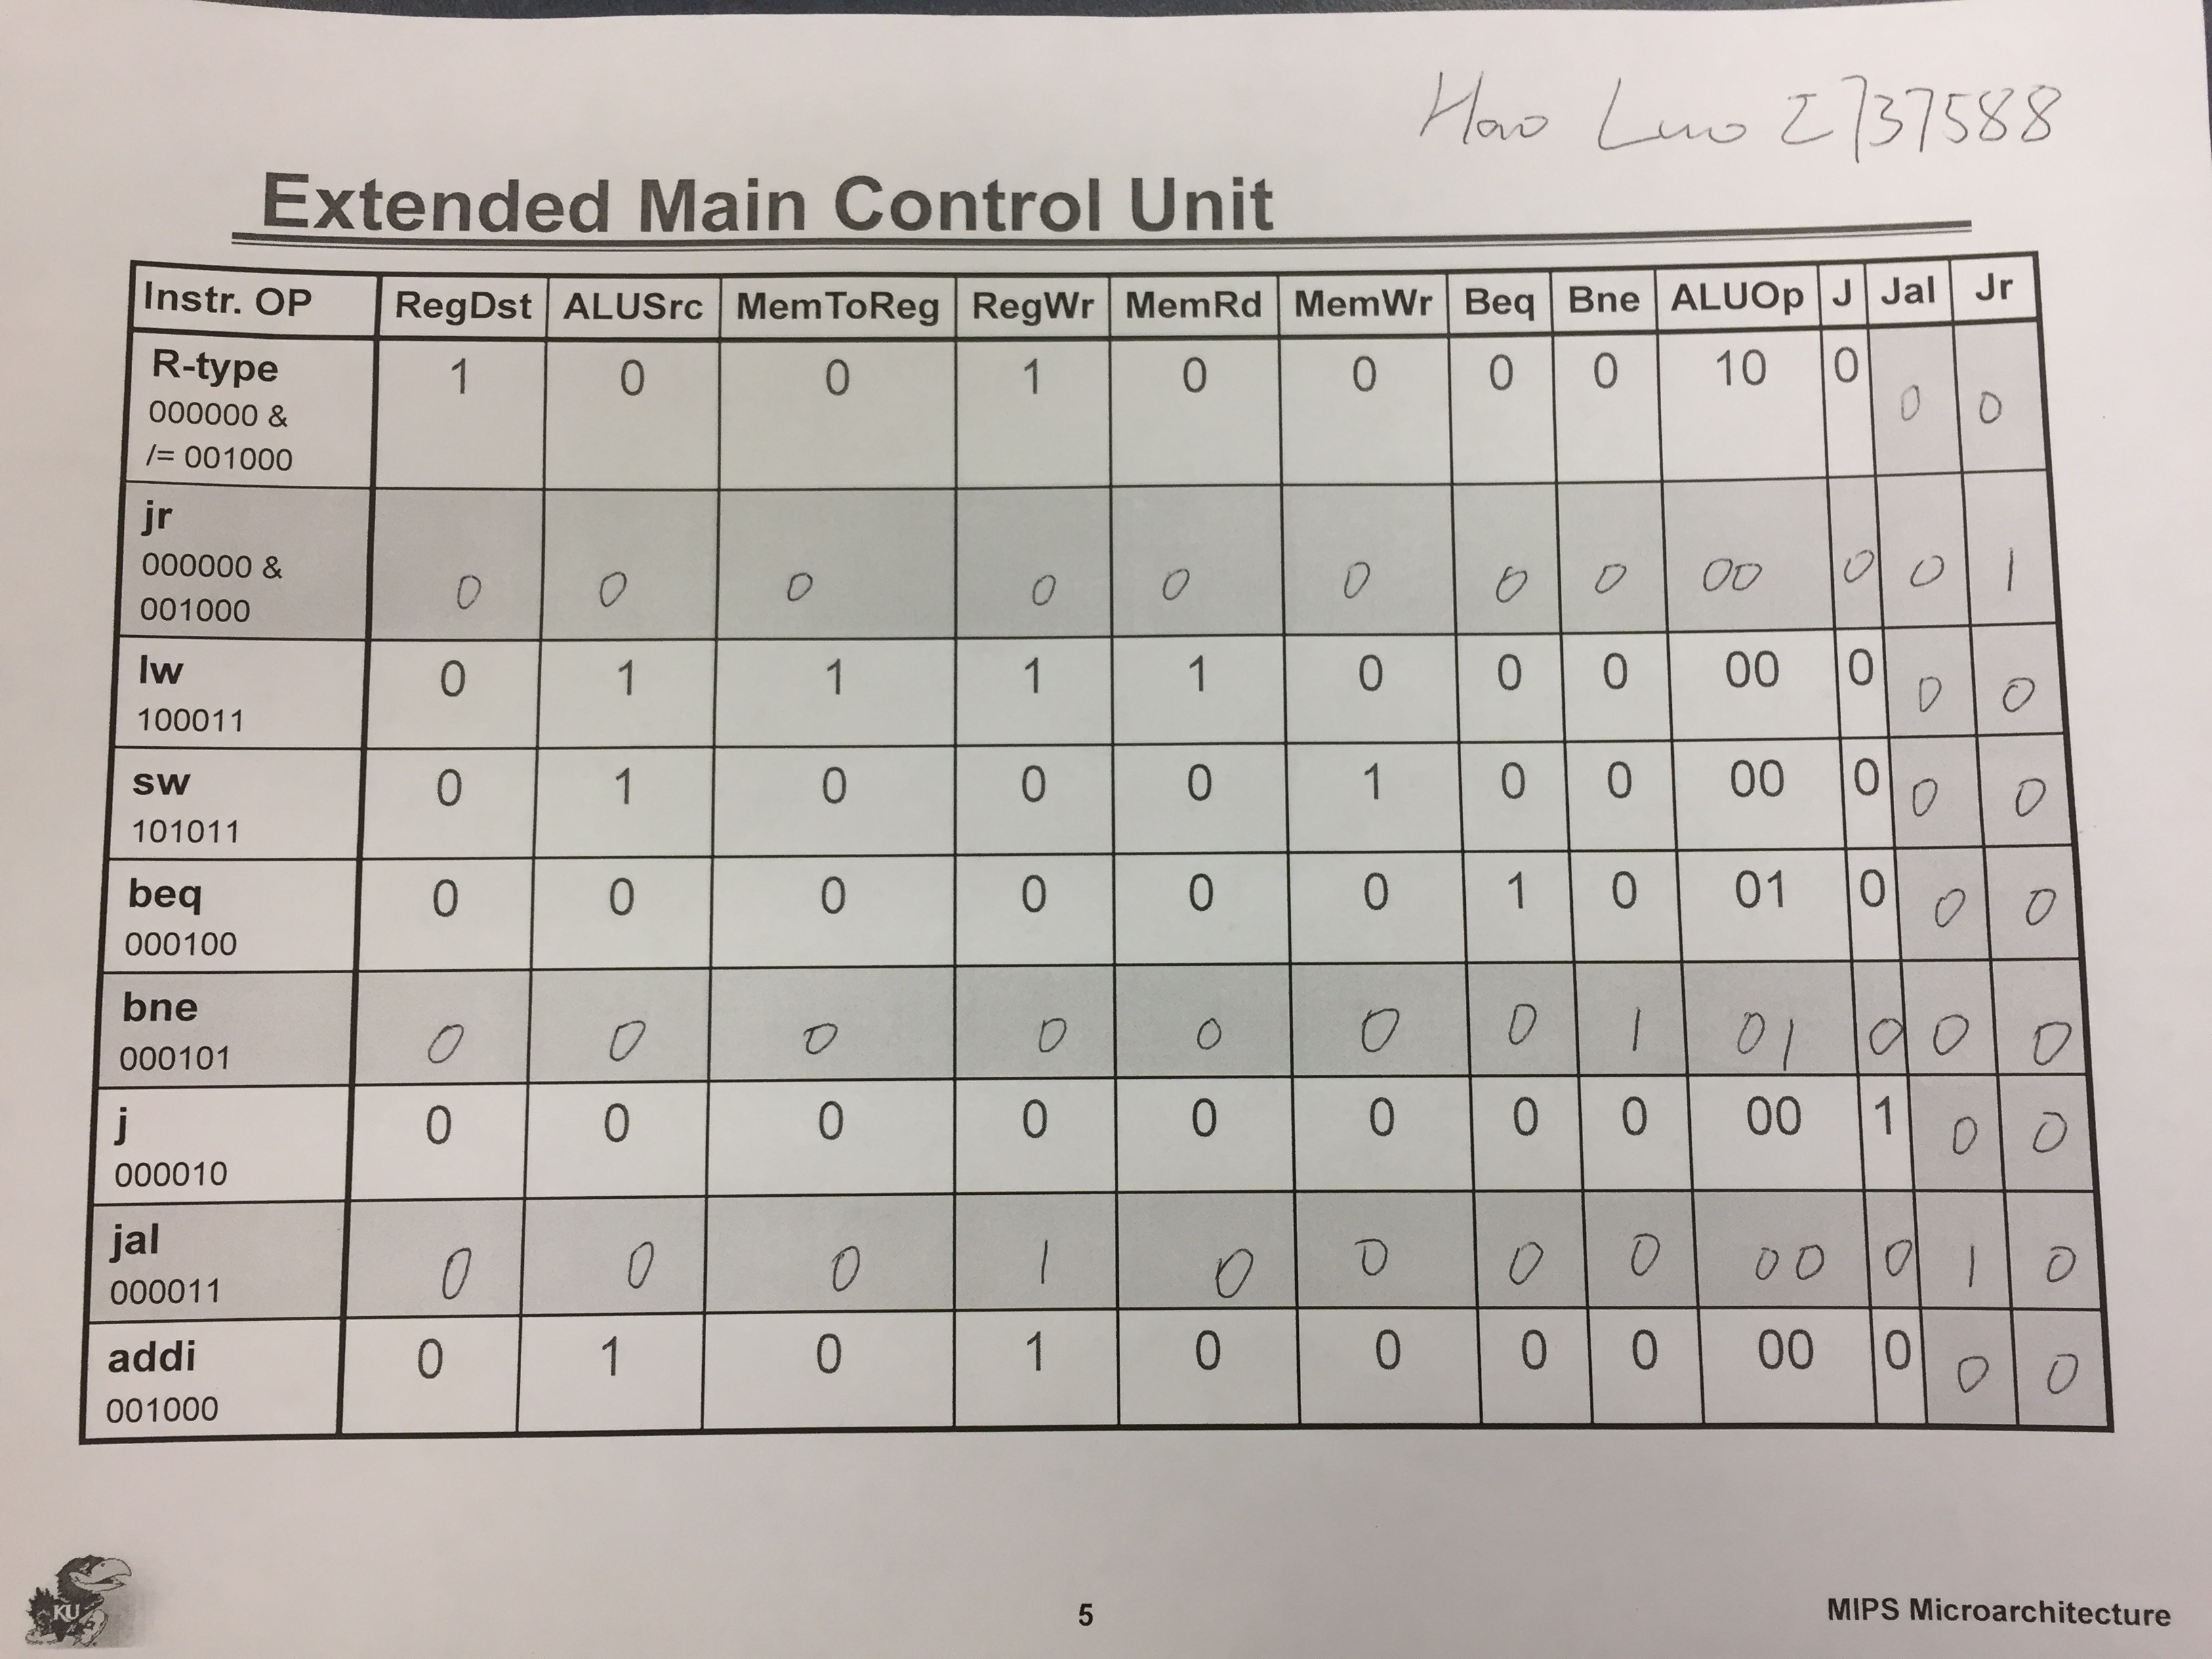 Hao Luo 2737588
Extended Main Control Unit
Instr. OP RegDst ALUSrc MemToReg RegWr MemRd MemWr Beq Bne ALUOp J Jal Jr
R-type 1 0 0 1 0 0 0 0 10 0 0 0
000000 &
/= 001000
jr
000000 & 0 0 0 0 0 0 0 0 00 0 0 1
001000
lw 0 1 1 1 1 0 0 0 00 0 0 0
100011
sw 0 1 0 0 0 1 0 0 00 0 0 0
101011
beq 0 0 0 0 0 0 1 0 01 0 0 0
000100
bne 0 0 0 0 0 0 0 1 01 0 0 0
000101
j 0 0 0 0 0 0 0 0 00 1 0 0
000010
jal 0 0 0 1 0 0 0 0 00 0 1 0
000011
addi 0 1 0 1 0 0 0 0 00 0 0 0
001000
KU
5
MIPS Microarchitecture